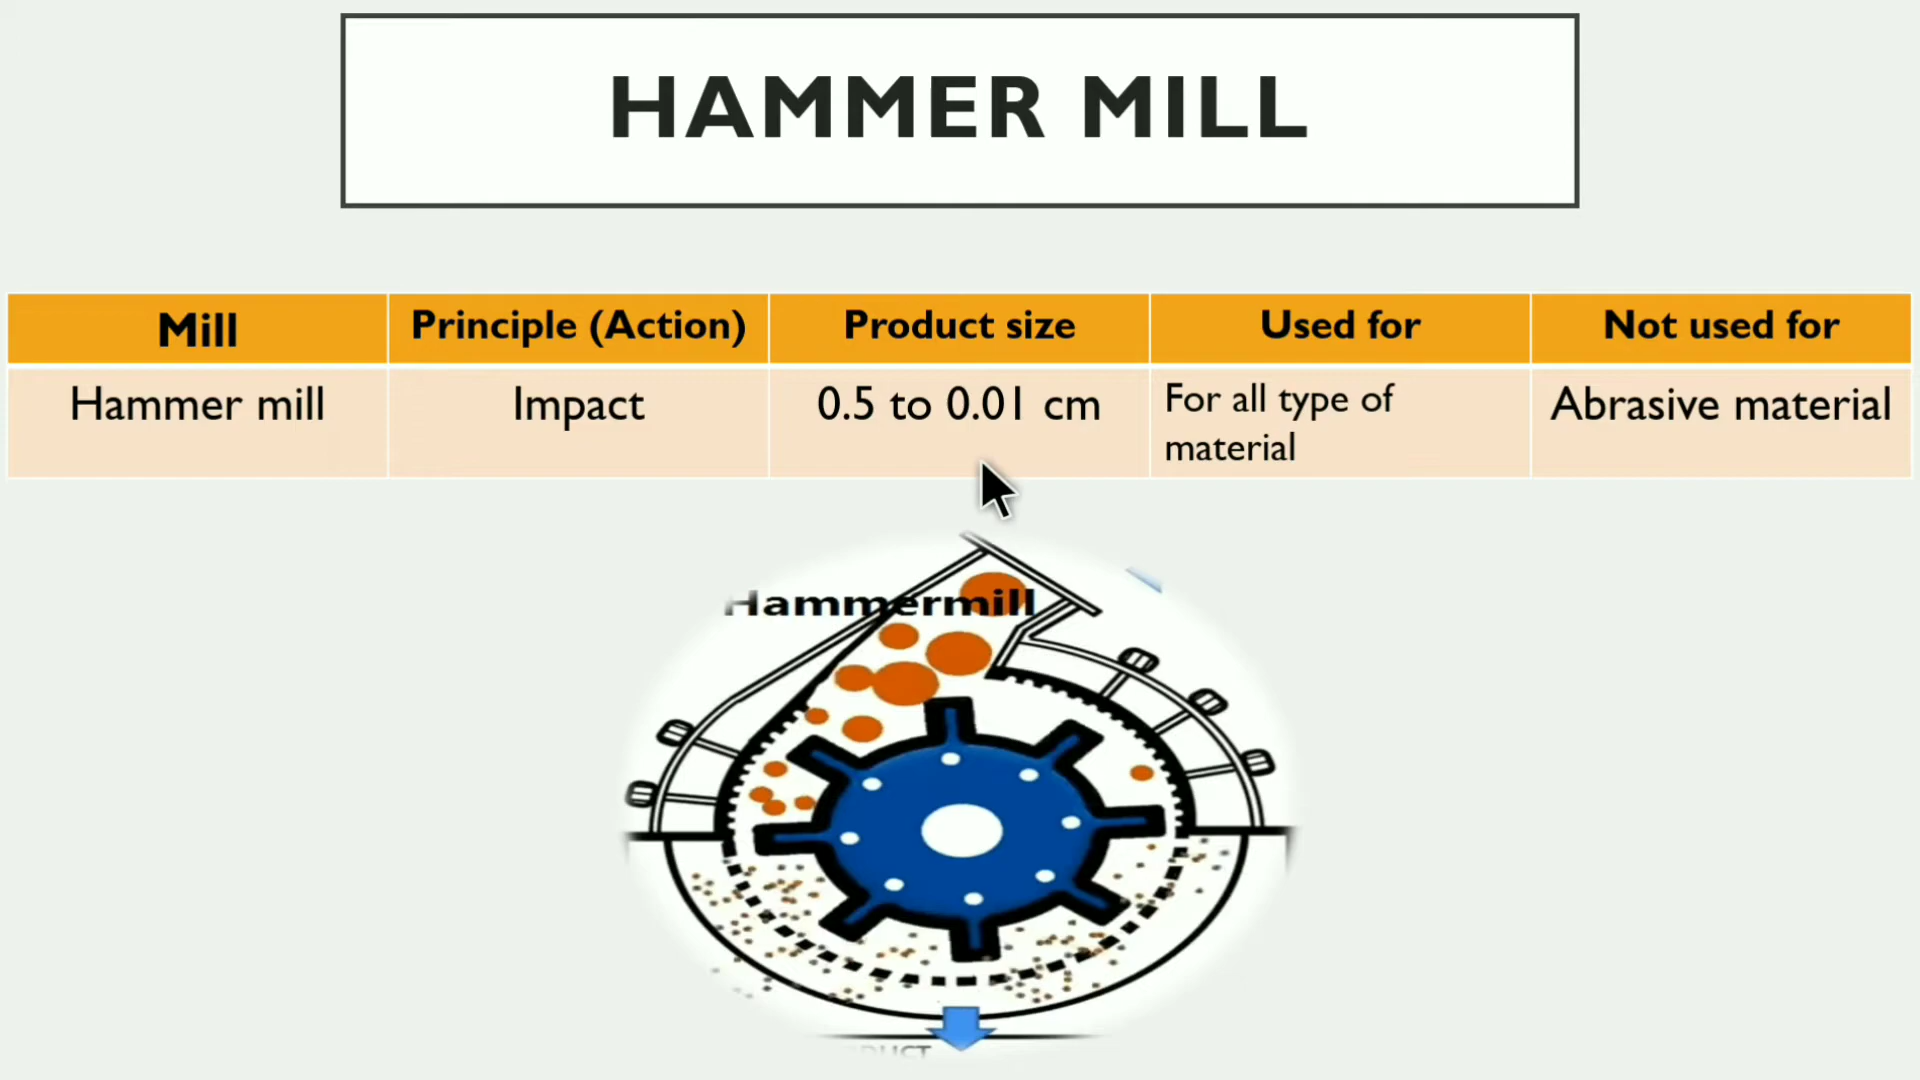 HAMMER MILL
Mill
Principle (Action)
Product size
Used for
Not used for
Hammer mill
Impact
0.5 to 0.01 cm
For all type of
material
Abrasive material
Hammermill